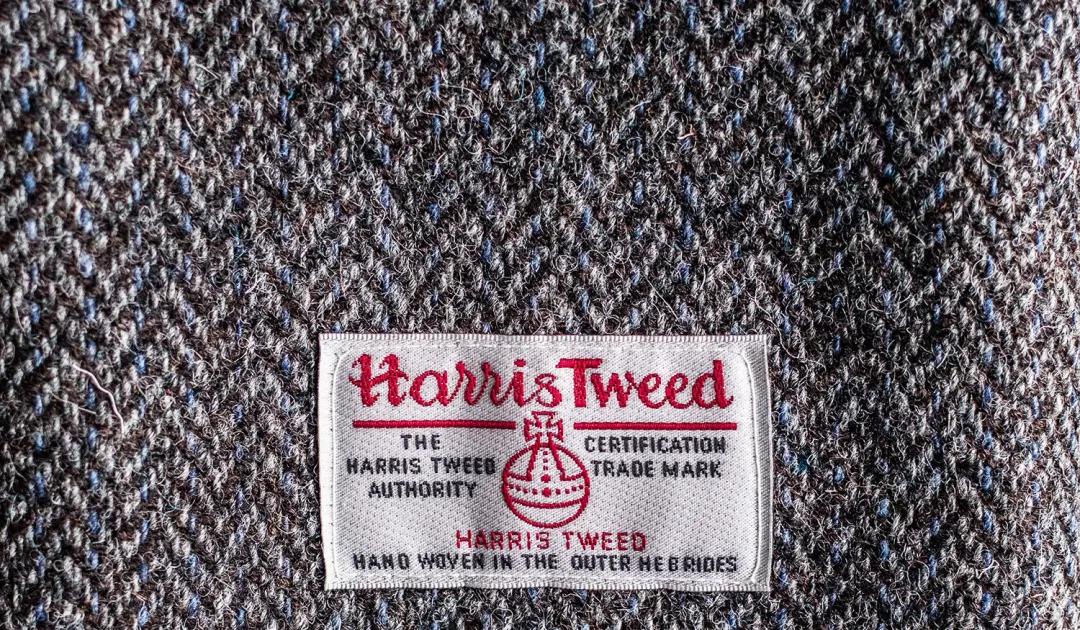 Harris Tweed
THE
HARRIS TWEED
AUTHORITY
CERTIFICATION
TRADE MARK
HARRIS TWEED
HAND WOVEN IN THE OUTER HEBRIDES